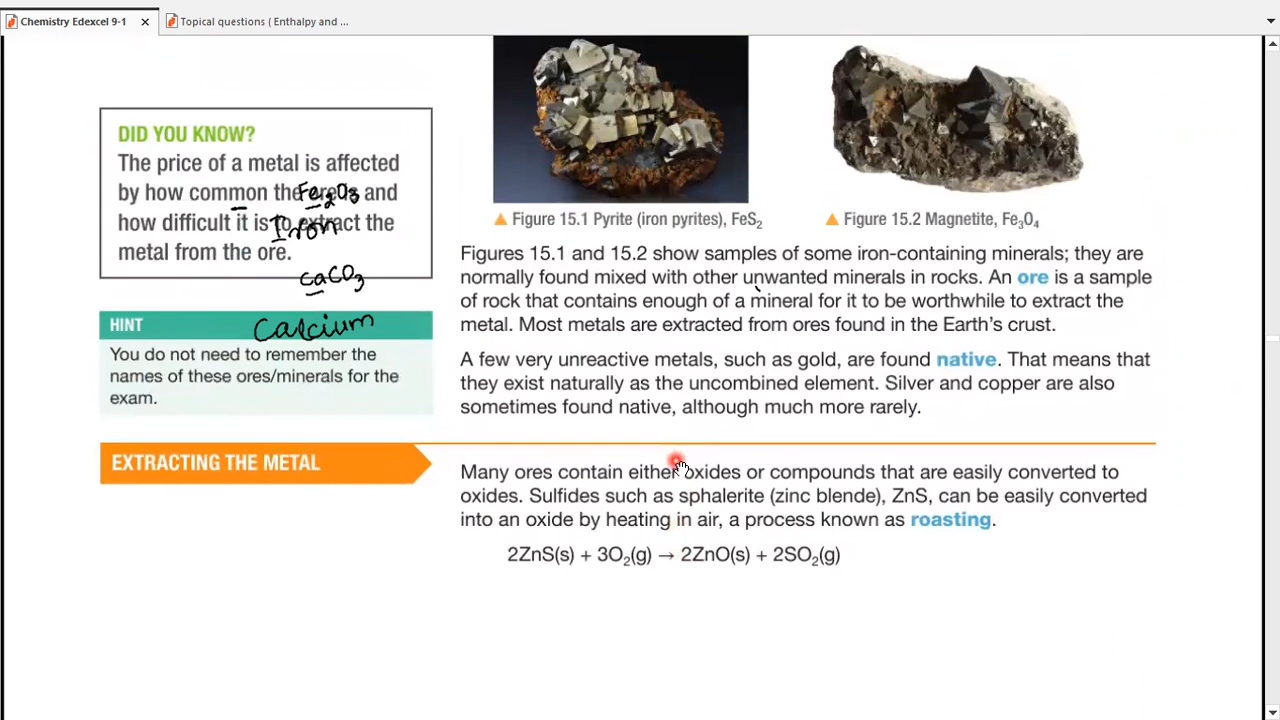 Chemistry Edexcel 9-1
Topical questions ( Enthalpy and ...
DID YOU KNOW?
The price of a metal is affected
by how common the ore is and
how difficult it is to extract the
metal from the ore.
Fe₂O₃
Iron
CaCO₃
Calcium
HINT
You do not need to remember the
names of these ores/minerals for the
exam.
Figure 15.1 Pyrite (iron pyrites), FeS₂
Figure 15.2 Magnetite, Fe₃O₄
Figures 15.1 and 15.2 show samples of some iron-containing minerals; they are
normally found mixed with other unwanted minerals in rocks. An ore is a sample
of rock that contains enough of a mineral for it to be worthwhile to extract the
metal. Most metals are extracted from ores found in the Earth's crust.
A few very unreactive metals, such as gold, are found native. That means that
they exist naturally as the uncombined element. Silver and copper are also
sometimes found native, although much more rarely.
EXTRACTING THE METAL
Many ores contain either oxides or compounds that are easily converted to
oxides. Sulfides such as sphalerite (zinc blende), ZnS, can be easily converted
into an oxide by heating in air, a process known as roasting.
2ZnS(s) + 3O₂(g) → 2ZnO(s) + 2SO₂(g)